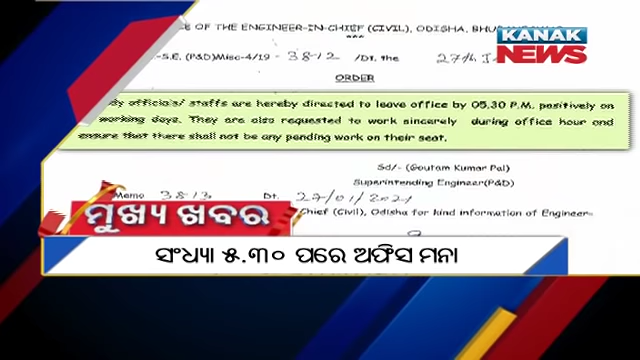 OF THE ENGINEER-IN-CHIEF (CIVIL), ODISHA,
KANAK
NEWS
S.E. (P&D)Misc-4/19 - 3812 /Dt. the 27th
ORDER
officials/ staffs are hereby directed to leave office by 05.30 P.M. positively on
working days. They are also requested to work sincerely during office hour and
ensure that there shall not be any pending work on their seat.
Sd/- (Goutam Kumar Pal)
Superintending Engineer(P&D)
Memo 3813 Dt. 27/01/2021
ମୁଖ୍ୟ ଖବର
Chief (Civil), Odisha for kind information of Engineer-
ସଂଧ୍ୟା ୫.୩୦ ପରେ ଅଫିସ ମନା